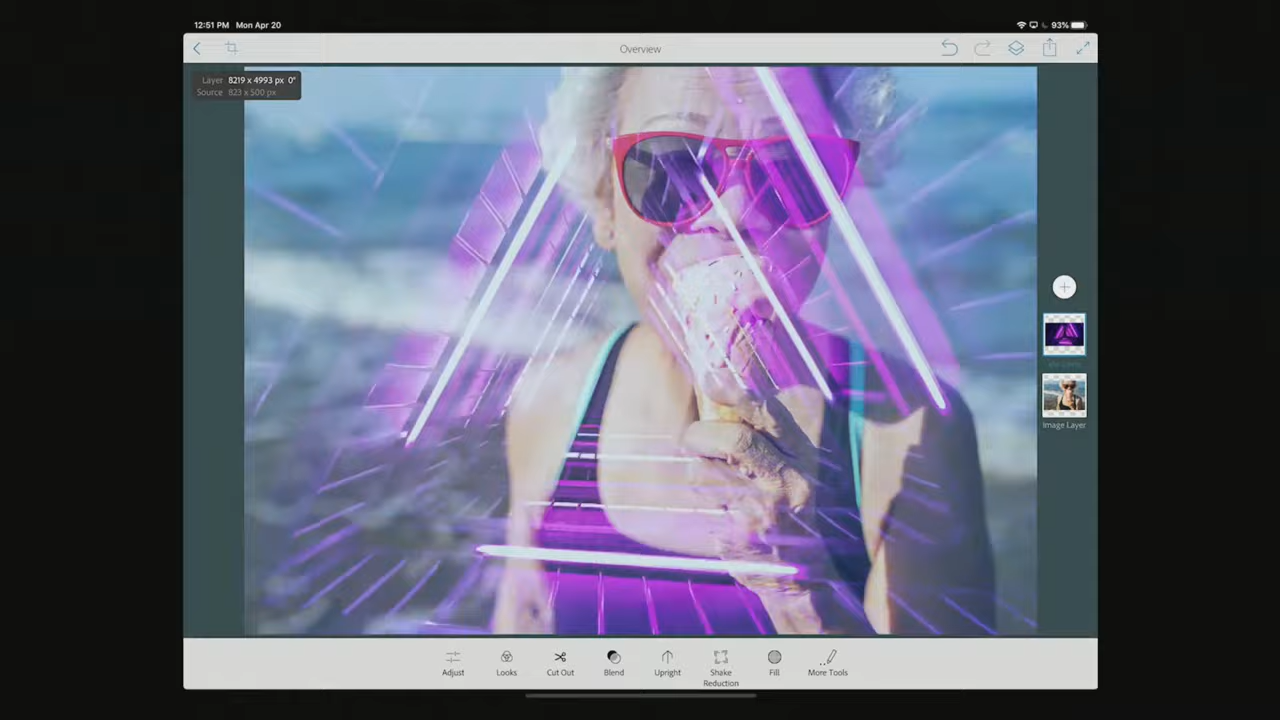 12:51 PM Mon Apr 20
93%
Overview
Layer 8219 x 4993 px 0°
Source 823 x 500 px
Image Layer
Adjust
Looks
Cut Out
Blend
Upright
Shake
Reduction
Fill
More Tools